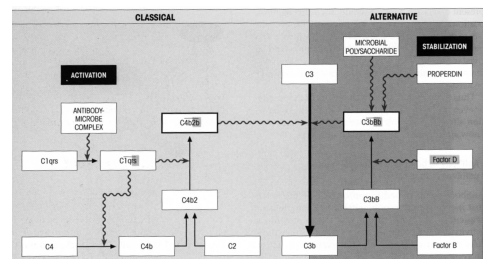 CLASSICAL
ALTERNATIVE
MICROBIAL
POLYSACCHARIDE
STABILIZATION
ACTIVATION
C3
PROPERDIN
ANTIBODY-
MICROBE
COMPLEX
C4b2b
C3bBb
C1qrs
C1qrs
Factor D
C4b2
C3bB
C4
C4b
C2
C3b
Factor B